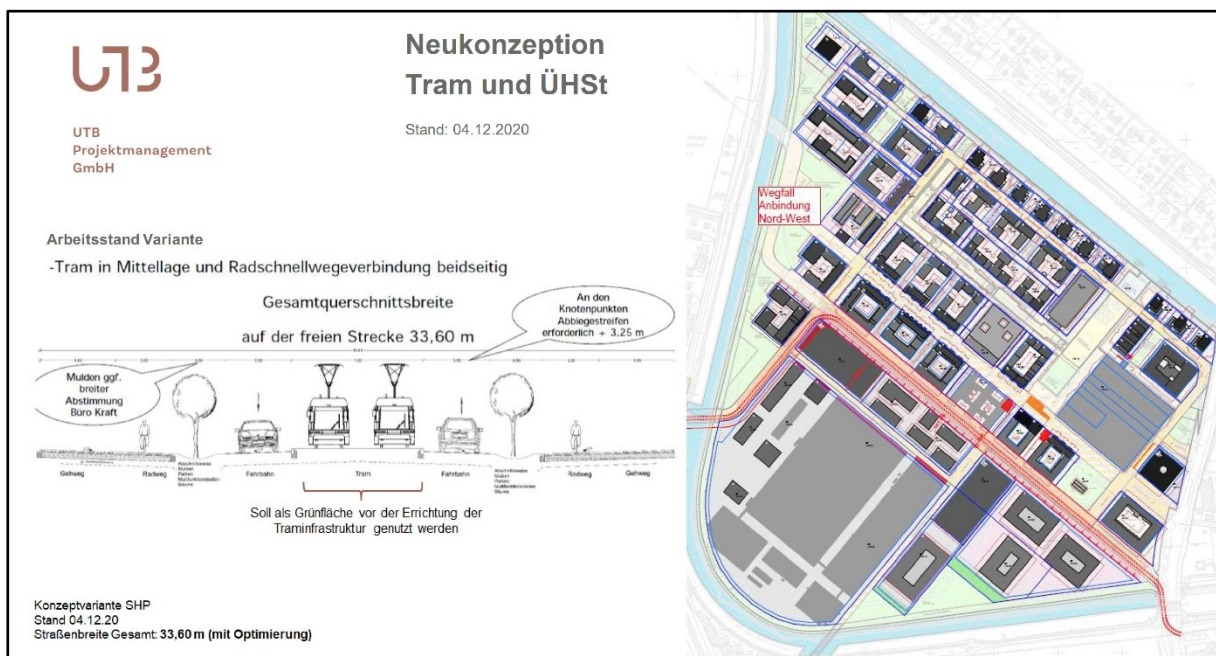 UTB
UTB
Projektmanagement
GmbH
Neukonzeption
Tram und ÜHSt
Stand: 04.12.2020
Arbeitsstand Variante
-Tram in Mittellage und Radschnellwegeverbindung beidseitig
Gesamtquerschnittsbreite
auf der freien Strecke 33,60 m
An den
Knotenpunkten
Abbiegestreifen
erforderlich + 3,25 m
Mulden ggf.
breiter
Abstimmung
Büro Kraft
Gehweg
Radweg
Fahrbahn
Tram
Fahrbahn
Radweg
Gehweg
Soll als Grünfläche vor der Errichtung der
Traminfrastruktur genutzt werden
Konzeptvariante SHP
Stand 04.12.20
Straßenbreite Gesamt: 33,60 m (mit Optimierung)
Wegfall
Anbindung
Nord-West